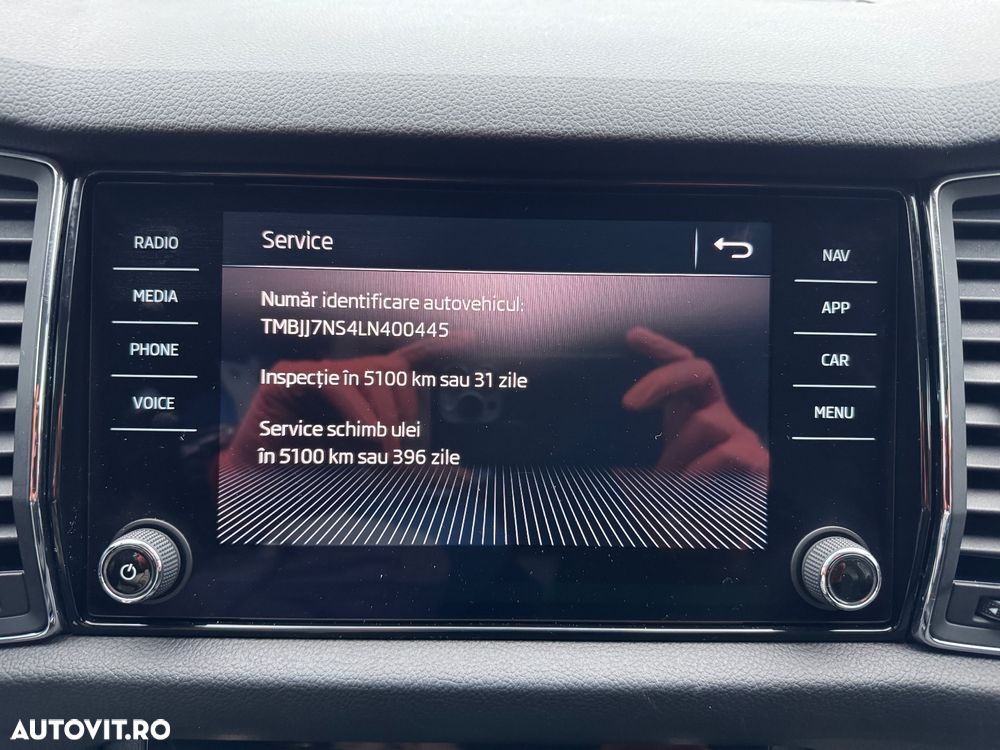 Service
RADIO
MEDIA
PHONE
VOICE
Număr identificare autovehicul:
TMBJJ7NS4LN400445
Inspecție în 5100 km sau 31 zile
Service schimb ulei
în 5100 km sau 396 zile
NAV
APP
CAR
MENU
AUTOVIT.RO